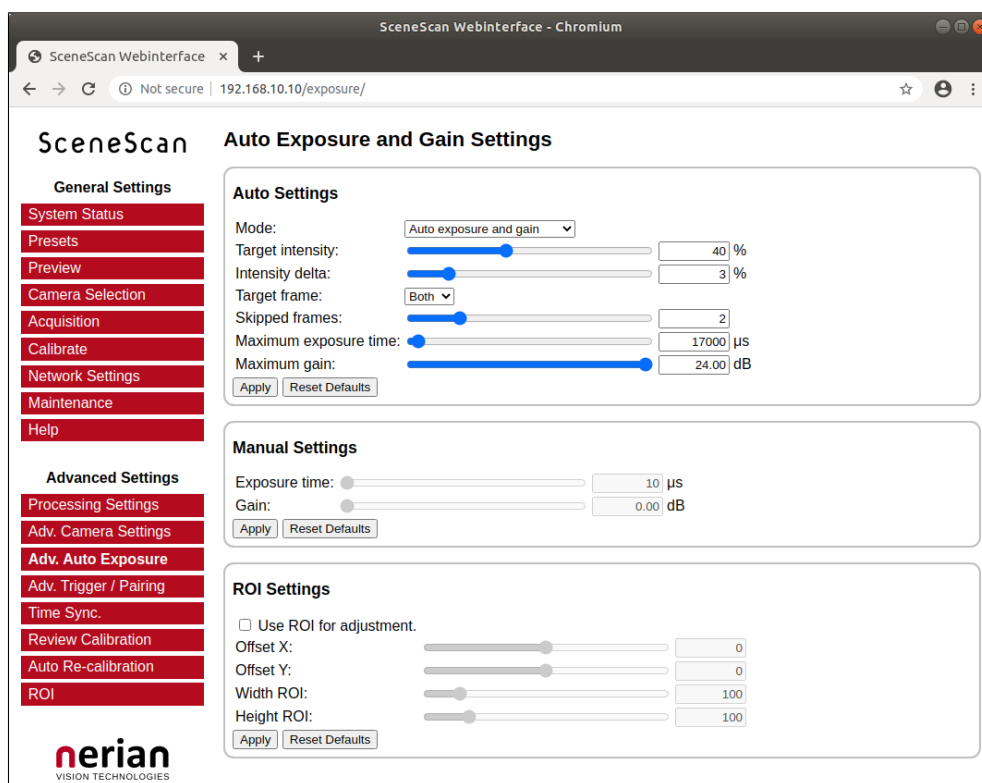 SceneScan Webinterface - Chromium
SceneScan Webinterface × +
Not secure | 192.168.10.10/exposure/
SceneScan
General Settings
System Status
Presets
Preview
Camera Selection
Acquisition
Calibrate
Network Settings
Maintenance
Help
Advanced Settings
Processing Settings
Adv. Camera Settings
Adv. Auto Exposure
Adv. Trigger / Pairing
Time Sync.
Review Calibration
Auto Re-calibration
ROI
nerian
VISION TECHNOLOGIES
Auto Exposure and Gain Settings
Auto Settings
Mode: Auto exposure and gain
Target intensity: 40 %
Intensity delta: 3 %
Target frame: Both
Skipped frames: 2
Maximum exposure time: 17000 μs
Maximum gain: 24.00 dB
Apply Reset Defaults
Manual Settings
Exposure time: 10 μs
Gain: 0.00 dB
Apply Reset Defaults
ROI Settings
Use ROI for adjustment.
Offset X: 0
Offset Y: 0
Width ROI: 100
Height ROI: 100
Apply Reset Defaults